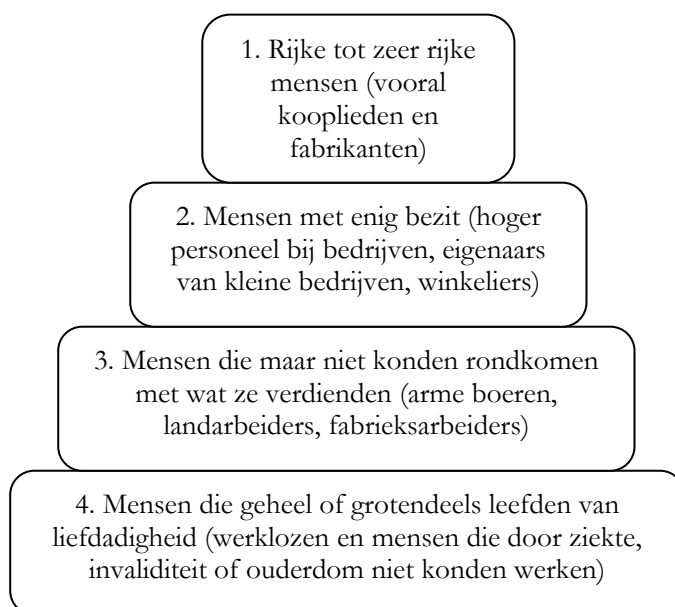 1. Rijke tot zeer rijke
mensen (vooral
kooplieden en
fabrikanten)
2. Mensen met enig bezit (hoger
personeel bij bedrijven, eigenaars
van kleine bedrijven, winkeliers)
3. Mensen die maar niet konden rondkomen
met wat ze verdienden (arme boeren,
landarbeiders, fabrieksarbeiders)
4. Mensen die geheel of grotendeels leefden van
liefdadigheid (werklozen en mensen die door ziekte,
invaliditeit of ouderdom niet konden werken)